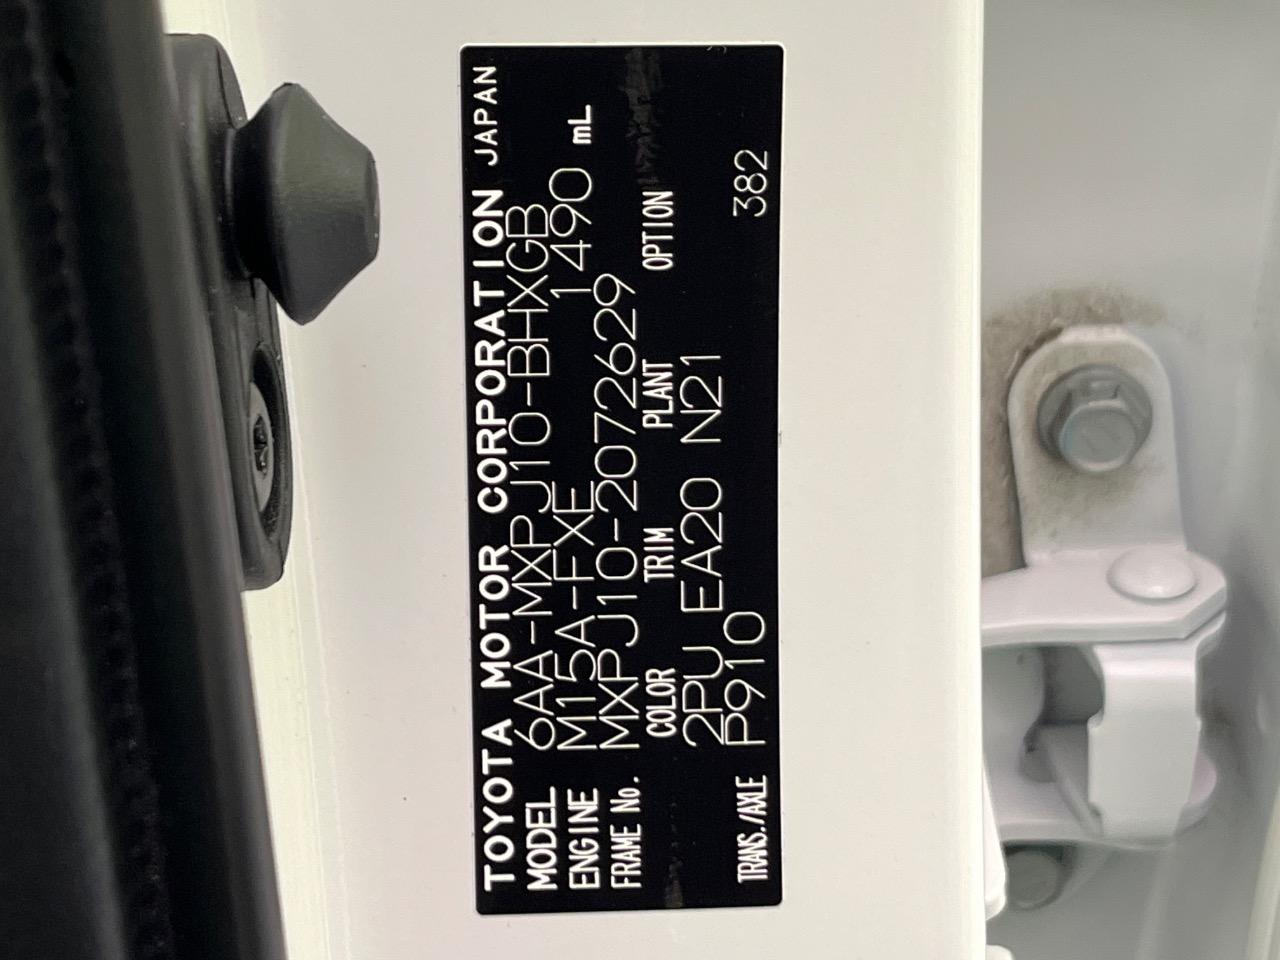 TOYOTA MOTOR CORPORATION JAPAN
MODEL 6AA-MXPJ10-BHXGB
ENGINE M15A-FXE 1490 mL
FRAME No. MXPJ10-2072629
COLOR TRIM PLANT OPTION
2PU EA20 N21
TRANS./AXLE P910 382